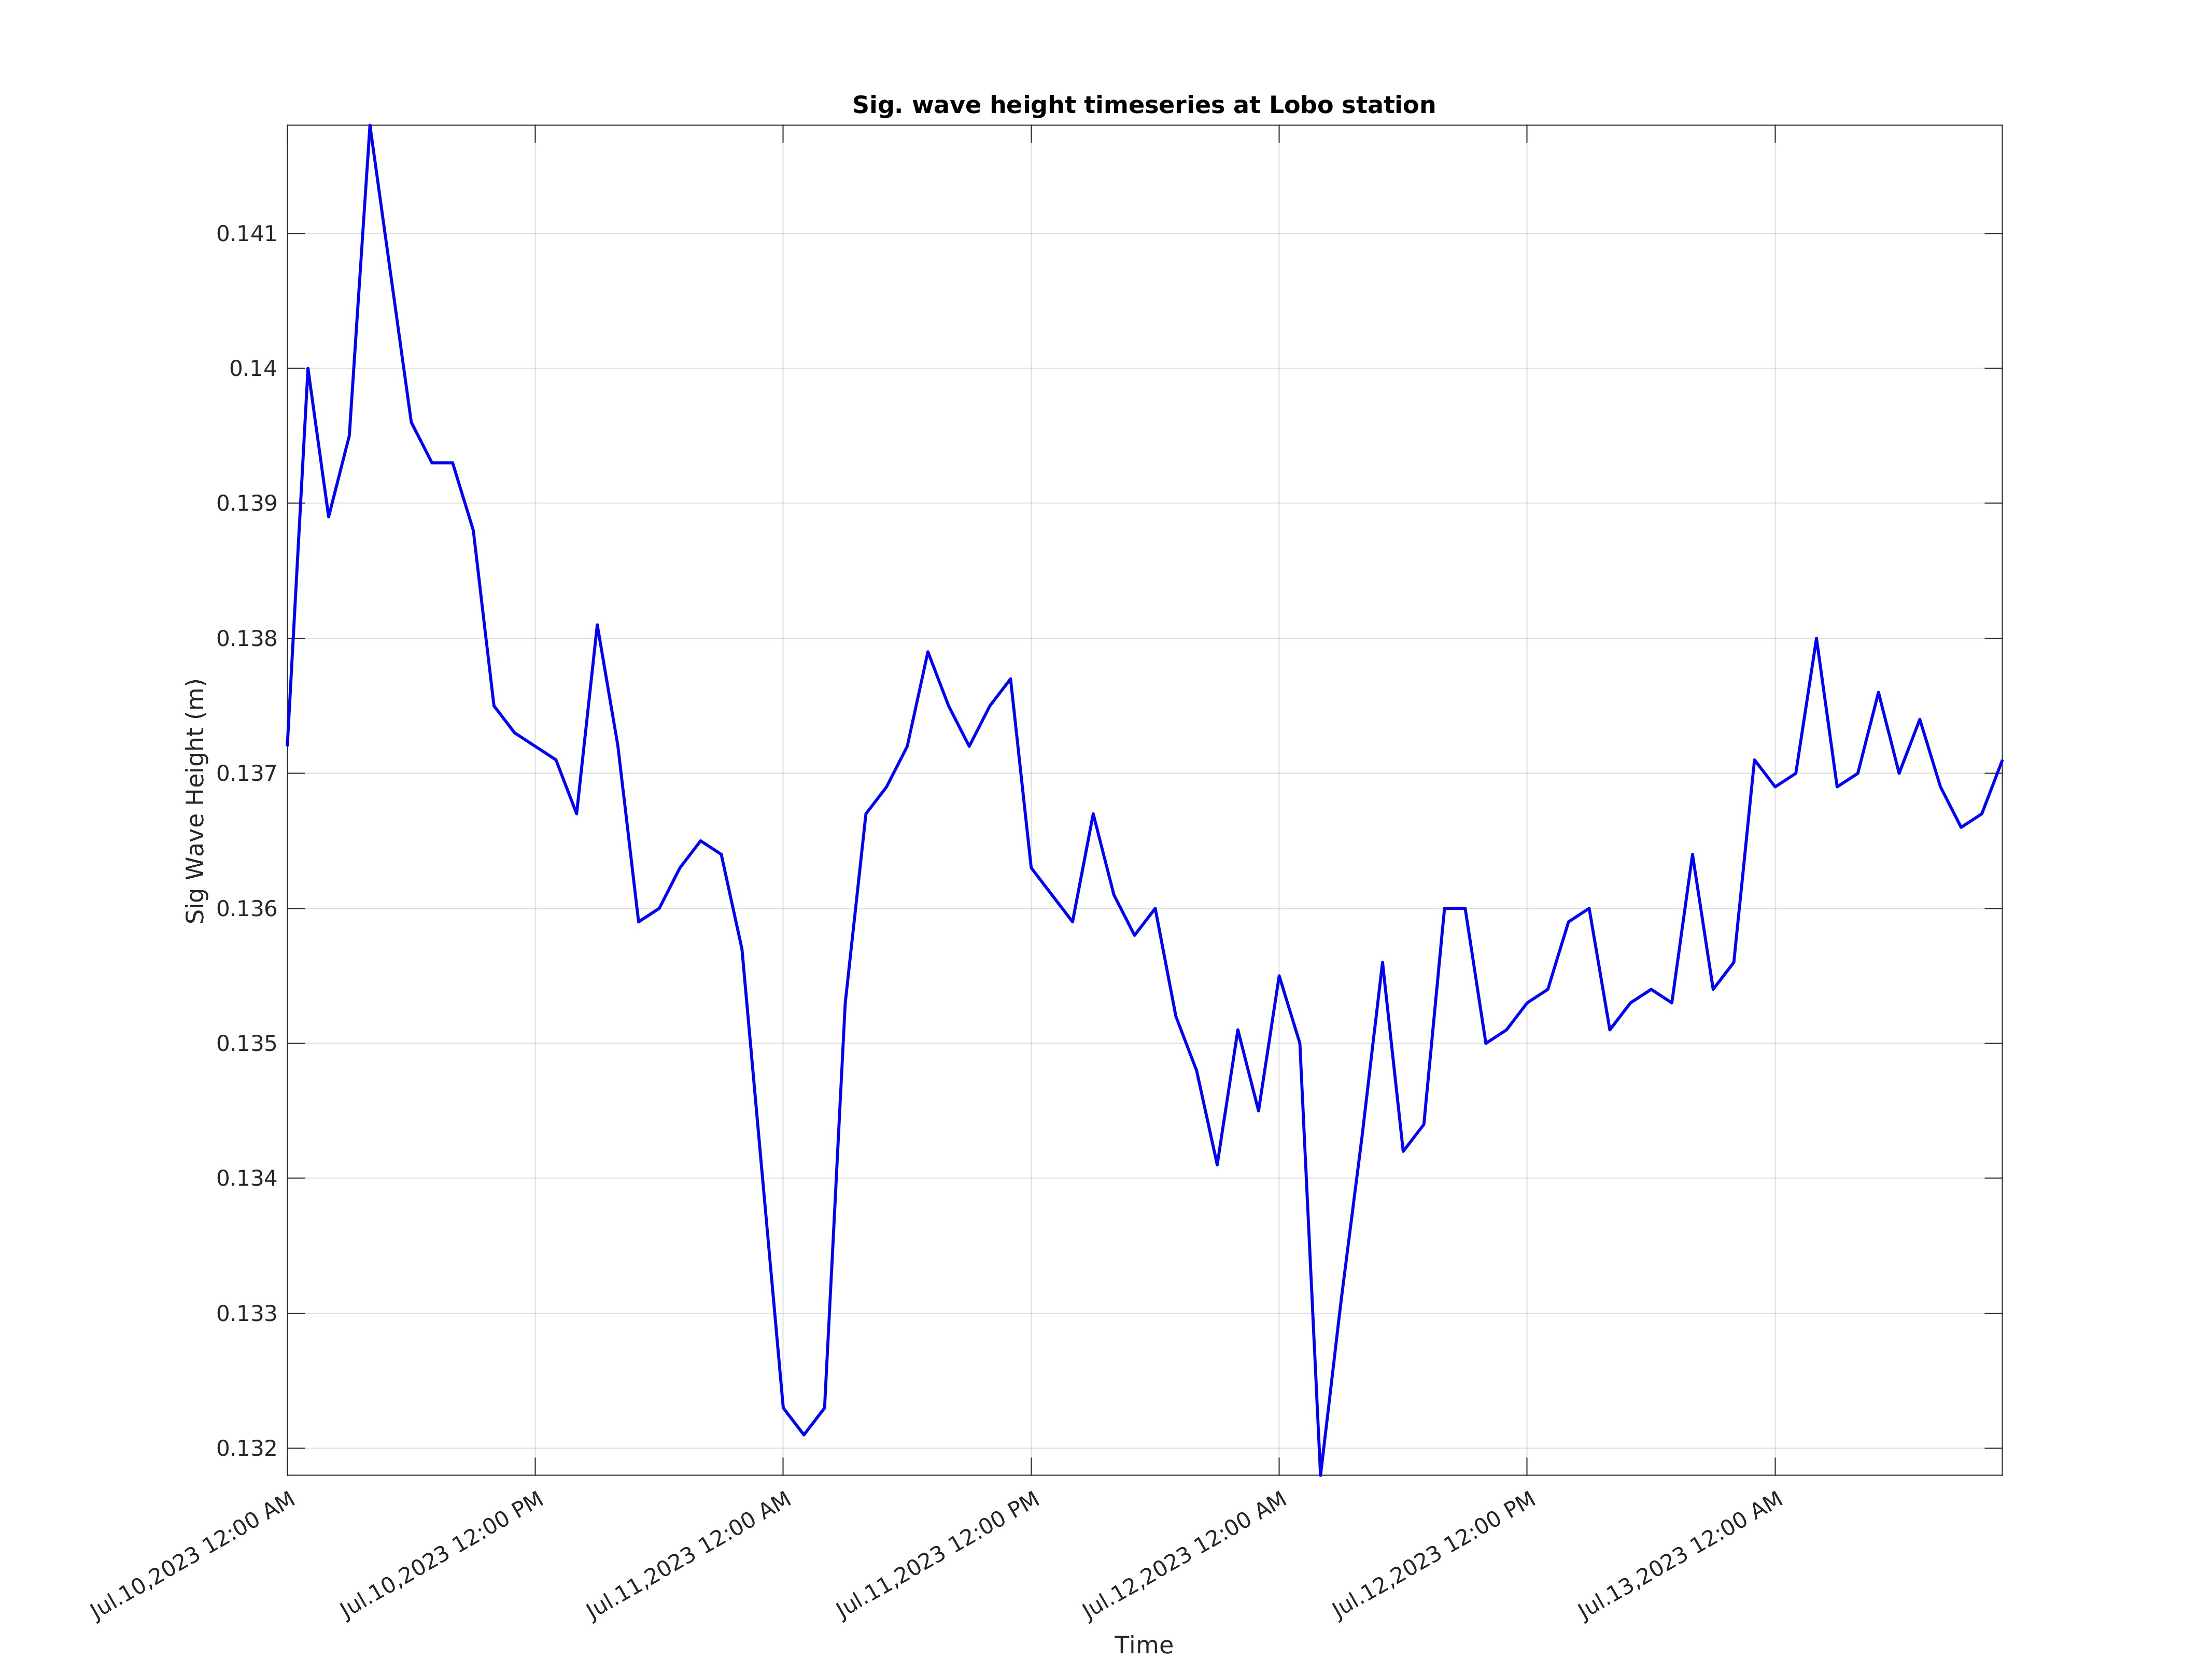 Sig. wave height timeseries at Lobo station
0.141
0.14
0.139
0.138
0.137
0.136
0.135
0.134
0.133
0.132
Sig Wave Height (m)
Jul.10,2023 12:00 AM
Jul.10,2023 12:00 PM
Jul.11,2023 12:00 AM
Jul.11,2023 12:00 PM
Jul.12,2023 12:00 AM
Jul.12,2023 12:00 PM
Jul.13,2023 12:00 AM
Time